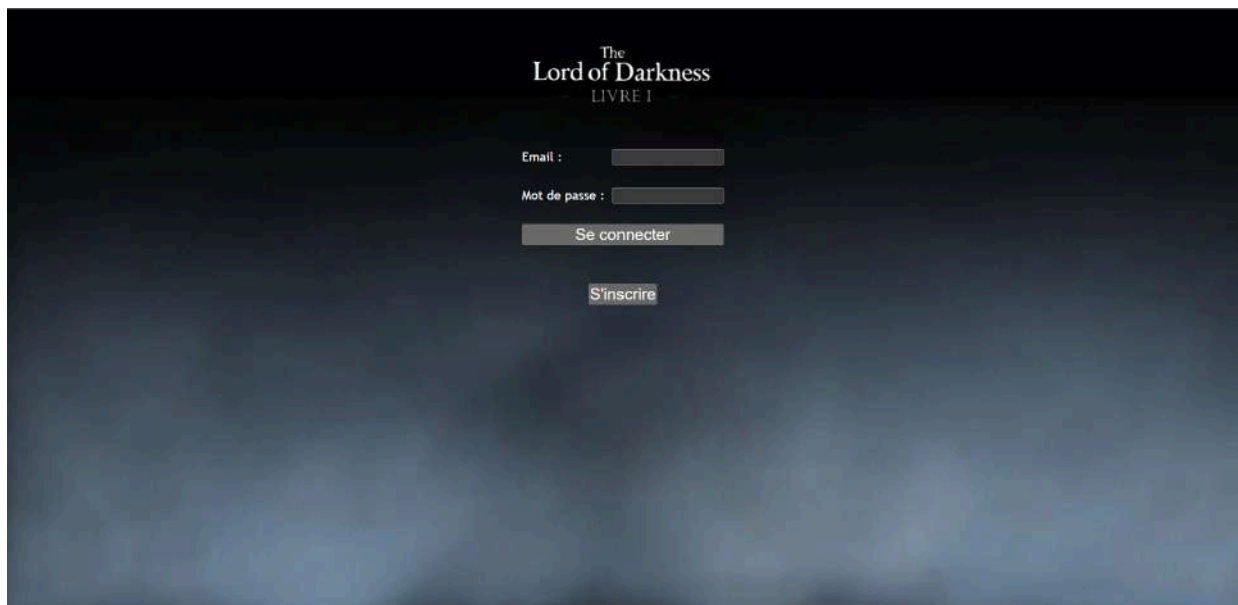 The
Lord of Darkness
LIVRE I
Email :
Mot de passe :
Se connecter
S'inscrire